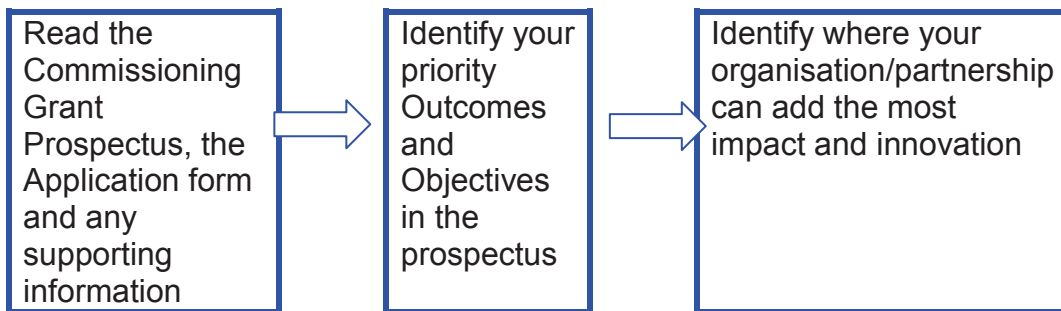 Read the
Commissioning
Grant
Prospectus, the
Application form
and any
supporting
information
Identify your
priority
Outcomes
and
Objectives
in the
prospectus
Identify where your
organisation/partnership
can add the most
impact and innovation